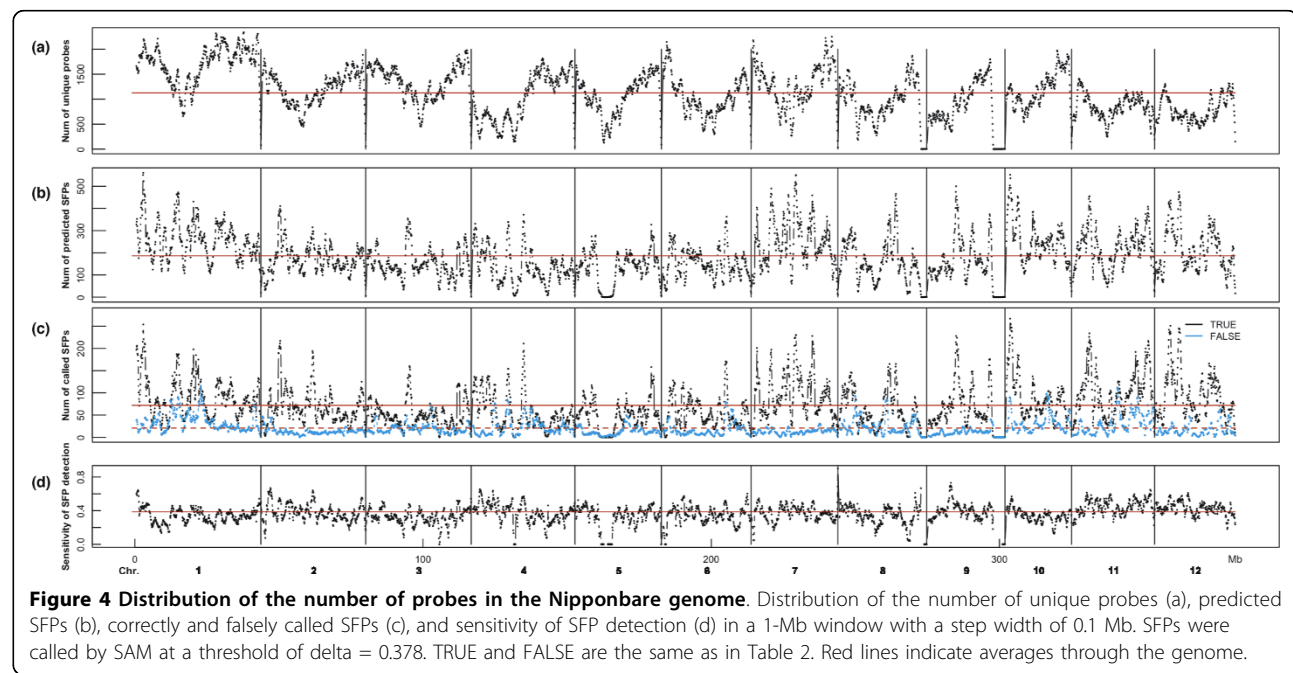 (a)
Num of unique probes
1500
500
0
(b)
Num of predicted SFPs
500
300
100
0
(c)
Num of called SFPs
200
100
50
0
TRUE
FALSE
(d)
Sensitivity of SFP detection
0.8
0.4
0.0
0 100 200 300 Mb
Chr. 1 2 3 4 5 6 7 8 9 10 11 12
Figure 4 Distribution of the number of probes in the Nipponbare genome. Distribution of the number of unique probes (a), predicted
SFPs (b), correctly and falsely called SFPs (c), and sensitivity of SFP detection (d) in a 1-Mb window with a step width of 0.1 Mb. SFPs were
called by SAM at a threshold of delta = 0.378. TRUE and FALSE are the same as in Table 2. Red lines indicate averages through the genome.